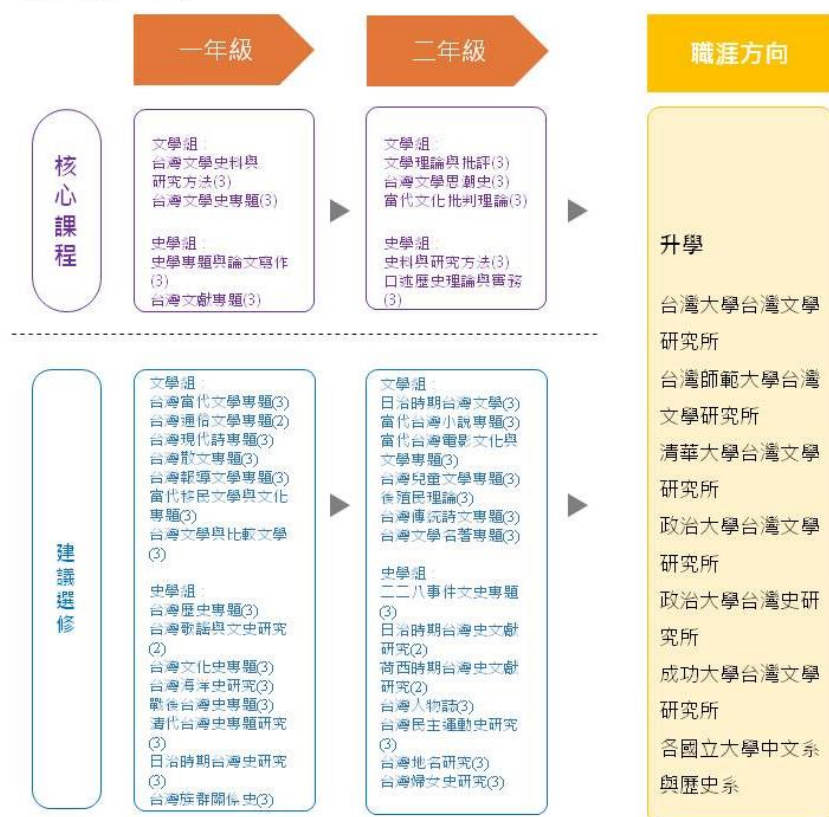 一年級
二年級
職涯方向
核心課程
文學組：
台灣文學史料與
研究方法(3)
台灣文學史專題(3)
史學組：
史學專題與論文寫作
(3)
台灣文獻專題(3)
文學組：
文學理論與批評(3)
台灣文學思潮史(3)
當代文化批判理論(3)
史學組：
史料與研究方法(3)
口述歷史理論與實務
(3)
建議選修
文學組：
台灣當代文學專題(3)
台灣通俗文學專題(2)
台灣現代詩專題(3)
台灣散文專題(3)
台灣報導文學專題(3)
當代移民文學與文化
專題(3)
台灣文學與比較文學
(3)
史學組：
台灣歷史專題(3)
台灣歌謠與文史研究
(2)
台灣文化史專題(3)
台灣海洋史研究(3)
戰後台灣史專題(3)
清代台灣史專題研究
(3)
日治時期台灣史研究
(3)
台灣族群關係史(3)
文學組：
日治時期台灣文學(3)
當代台灣小說專題(3)
當代台灣電影文化與
文學專題(3)
台灣兒童文學專題(3)
後殖民理論(3)
台灣傳統詩文專題(3)
台灣文學名著專題(3)
史學組：
二二八事件文史專題
(3)
日治時期台灣史文獻
研究(2)
荷西時期台灣史文獻
研究(2)
台灣人物誌(3)
台灣民主運動史研究
(3)
台灣地名研究(3)
台灣婦女史研究(3)
升學
台灣大學台灣文學
研究所
台灣師範大學台灣
文學研究所
清華大學台灣文學
研究所
政治大學台灣文學
研究所
政治大學台灣史研
究所
成功大學台灣文學
研究所
各國立大學中文系
與歷史系